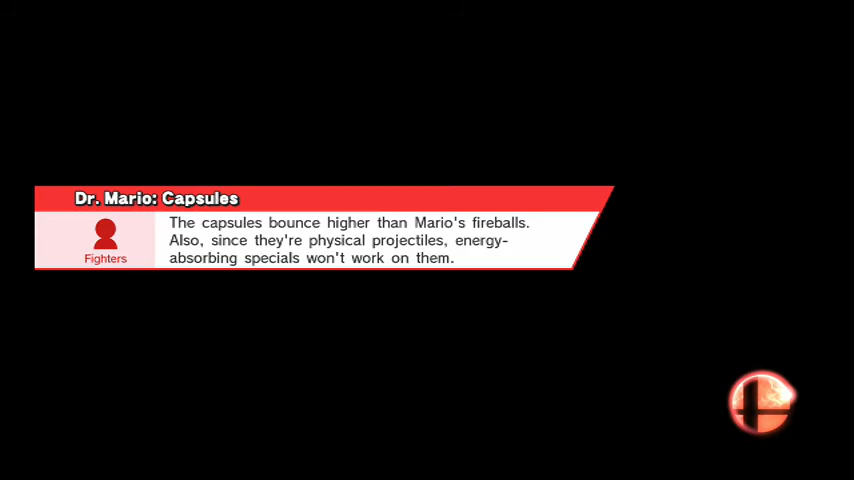 Dr. Mario: Capsules
The capsules bounce higher than Mario's fireballs.
Also, since they're physical projectiles, energy-
absorbing specials won't work on them.
Fighters